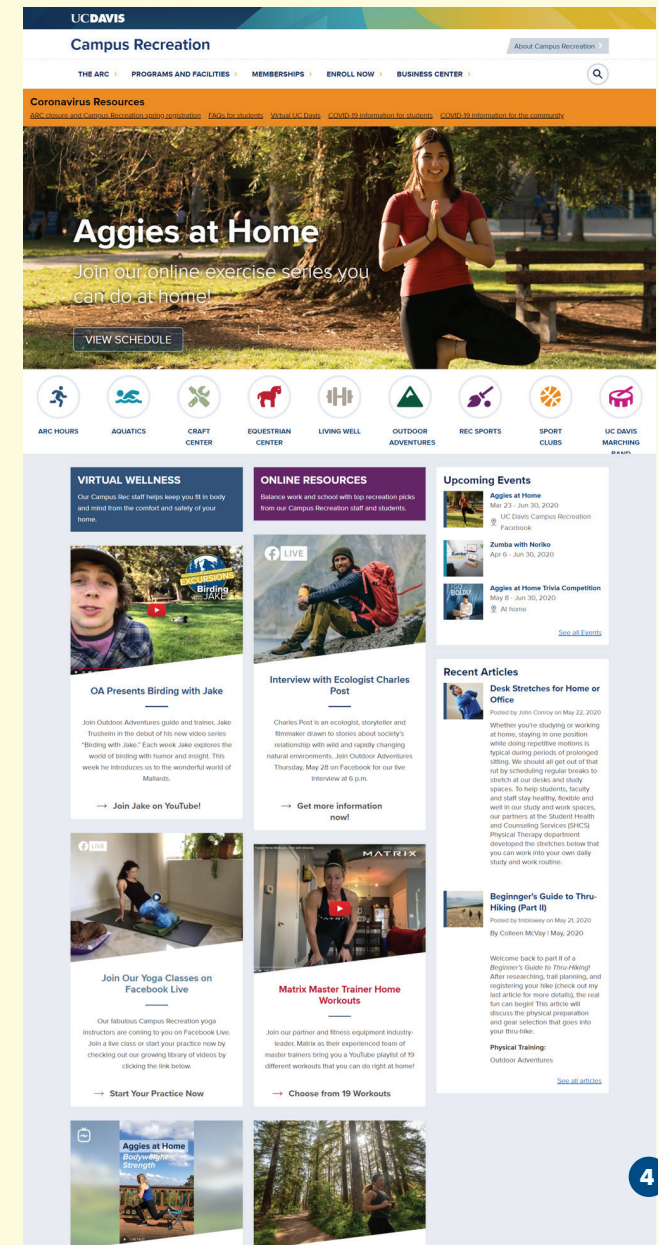 UCDAVIS
Campus Recreation
About Campus Recreation
THE ARC
PROGRAMS AND FACILITIES
MEMBERSHIPS
ENROLL NOW
BUSINESS CENTER
Coronavirus Resources
ARC closure and Campus Recreation spring registration FAQs for students Virtual UC Davis COVID-19 information for students COVID-19 information for the community
Aggies at Home
Join our online exercise series you
can do at home!
VIEW SCHEDULE
ARC HOURS
AQUATICS
CRAFT
CENTER
EQUESTRIAN
CENTER
LIVING WELL
OUTDOOR
ADVENTURES
REC SPORTS
SPORT
CLUBS
UC DAVIS
MARCHING
BAND
VIRTUAL WELLNESS
Our Campus Rec staff helps keep you fit in body
and mind from the comfort and safety of your
home.
EXCURSIONS
Birding
WITH JAKE
OA Presents Birding with Jake
Join Outdoor Adventures guide and trainer, Jake
Trusheim in the debut of his new video series
"Birding with Jake." Each week Jake explores the
world of birding with humor and insight. This
week he introduces us to the wonderful world of
Mallards.
→ Join Jake on YouTube!
LIVE
Join Our Yoga Classes on
Facebook Live
Our fabulous Campus Recreation yoga
instructors are coming to you on Facebook Live.
Join a live class or start your practice now by
checking out our growing library of videos by
clicking the link below.
→ Start Your Practice Now
Aggies at Home
Bodyweight
Strength
ONLINE RESOURCES
Balance work and school with top recreation picks
from our Campus Recreation staff and students.
LIVE
Interview with Ecologist Charles
Post
Charles Post is an ecologist, storyteller and
filmmaker drawn to stories about society's
relationship with wild and rapidly changing
natural environments. Join Outdoor Adventures
Thursday, May 28 on Facebook for our live
interview at 6 p.m.
→ Get more information
now!
MATRIX
Matrix Master Trainer Home
Workouts
Join our partner and fitness equipment industry-
leader, Matrix as their experienced team of
master trainers bring you a YouTube playlist of 19
different workouts that you can do right at home!
→ Choose from 19 Workouts
Upcoming Events
Aggies at Home
Mar 23 - Jun 30, 2020
UC Davis Campus Recreation
Facebook
Zumba
Zumba with Noriko
Apr 6 - Jun 30, 2020
BOLDLY
Aggies at Home Trivia Competition
May 8 - Jun 30, 2020
At home
See all Events
Recent Articles
Desk Stretches for Home or
Office
Posted by John Conroy on May 22, 2020
Whether you're studying or working
at home, staying in one position
while doing repetitive motions is
typical during periods of prolonged
sitting. We should all get out of that
rut by scheduling regular breaks to
stretch at our desks and study
spaces. To help students, faculty
and staff stay healthy, flexible and
well in our study and work spaces,
our partners at the Student Health
and Counseling Services (SHCS)
Physical Therapy department
developed the stretches below that
you can work into your own daily
study and work routine.
Beginnger's Guide to Thru-
Hiking (Part II)
Posted by tmblowey on May 21, 2020
By Colleen McVay | May, 2020
Welcome back to part II of a
Beginner's Guide to Thru-Hiking!
After researching, trail planning, and
registering your hike (check out my
last article for more details), the real
fun can begin! This article will
discuss the physical preparation
and gear selection that goes into
your thru-hike.
Physical Training:
Outdoor Adventures
See all articles
4